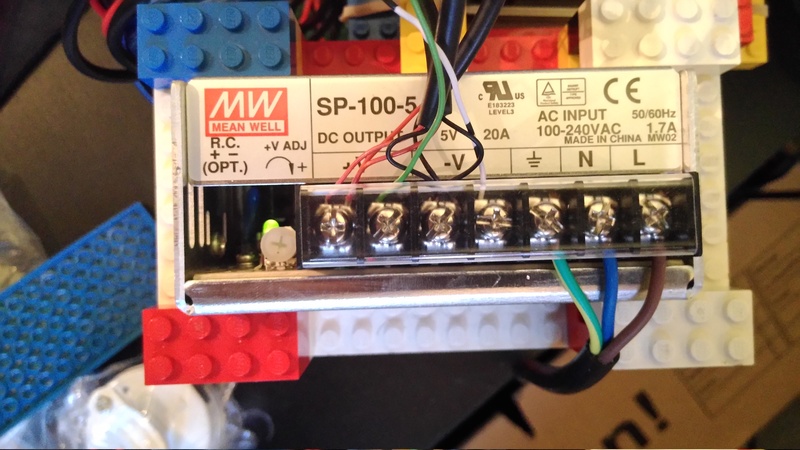 MW
MEAN WELL
R.C.
+ −
(OPT.)
+V ADJ
+
SP-100-5
DC OUTPUT 5V 20A
-V
c RU US
E183223
LEVEL3
CE
AC INPUT 50/60Hz
100-240VAC 1.7A
MADE IN CHINA MW02
N L
n!